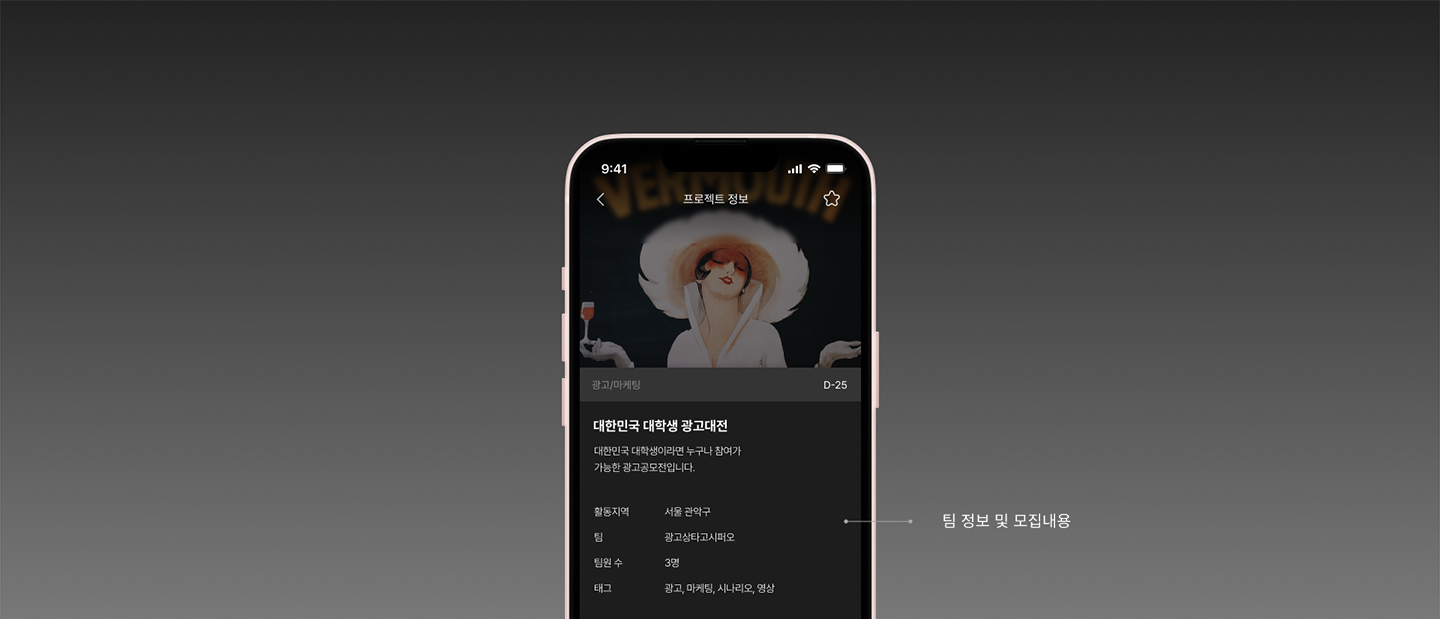 9:41
VERMOUTH
프로젝트 정보
광고/마케팅 D-25
대한민국 대학생 광고대전
대한민국 대학생이라면 누구나 참여가
가능한 광고공모전입니다.
활동지역 서울 관악구
팀 광고상타고시퍼오
팀원 수 3명
태그 광고, 마케팅, 시나리오, 영상
팀 정보 및 모집내용